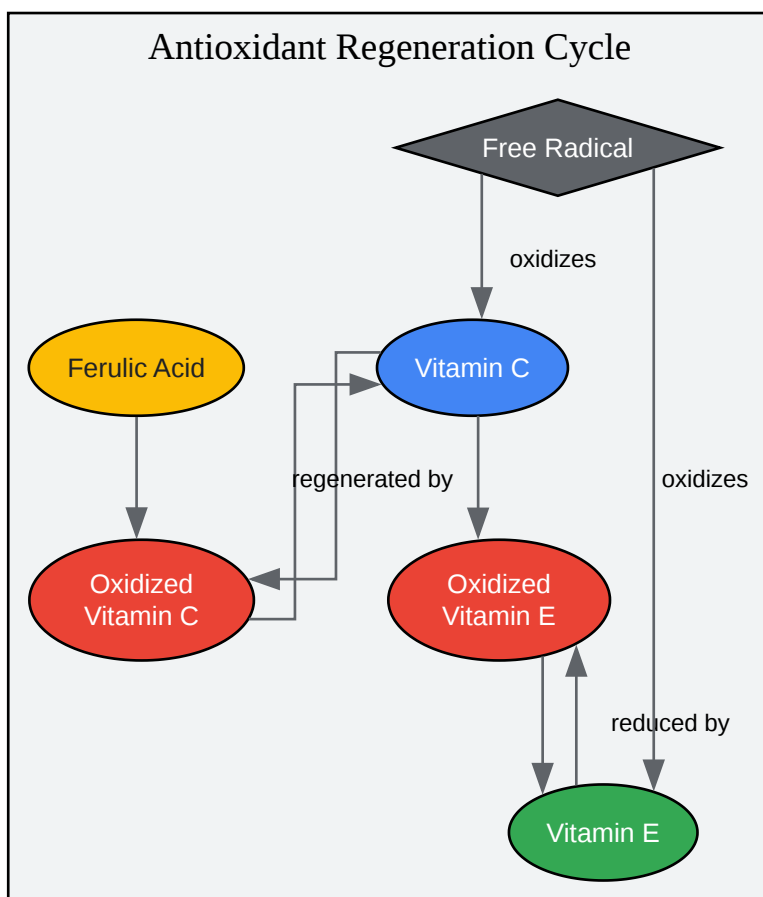 Antioxidant Regeneration Cycle
Free Radical
oxidizes
Ferulic Acid
Vitamin C
regenerated by
oxidizes
Oxidized
Vitamin C
Oxidized
Vitamin E
reduced by
Vitamin E